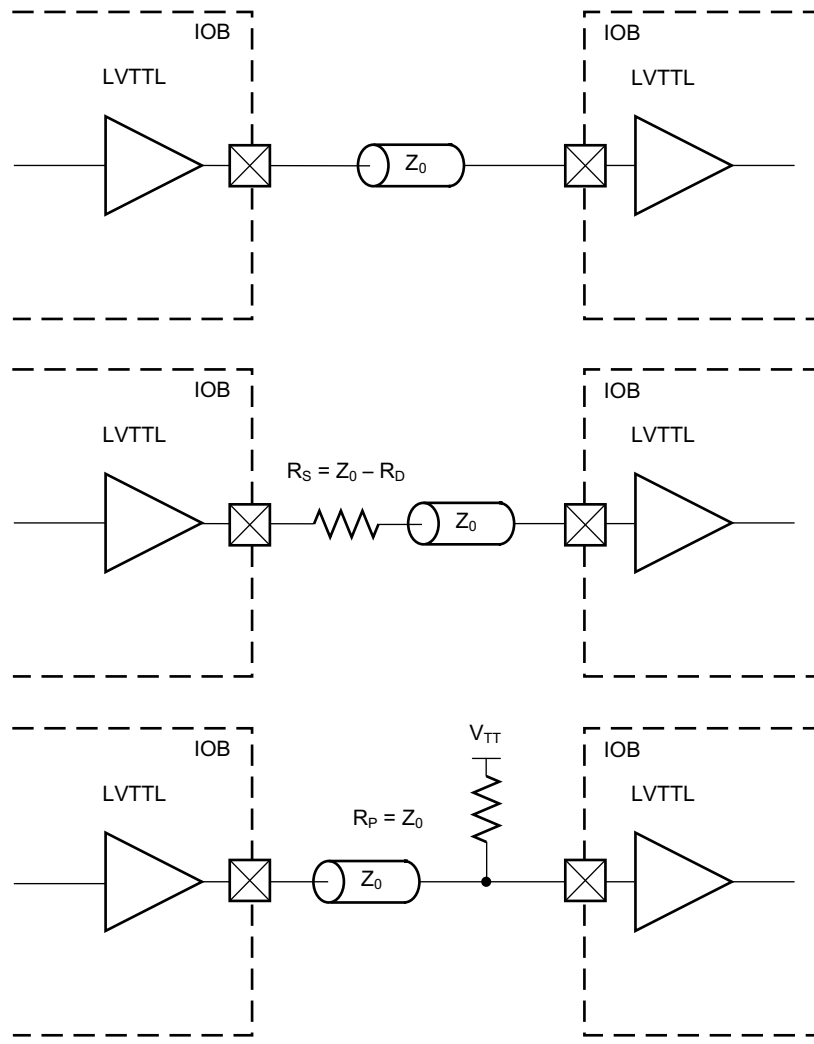 IOB
IOB
LVTTL
LVTTL
Z0
IOB
IOB
LVTTL
LVTTL
RS = Z0 – RD
Z0
IOB
VTT
IOB
LVTTL
LVTTL
RP = Z0
Z0